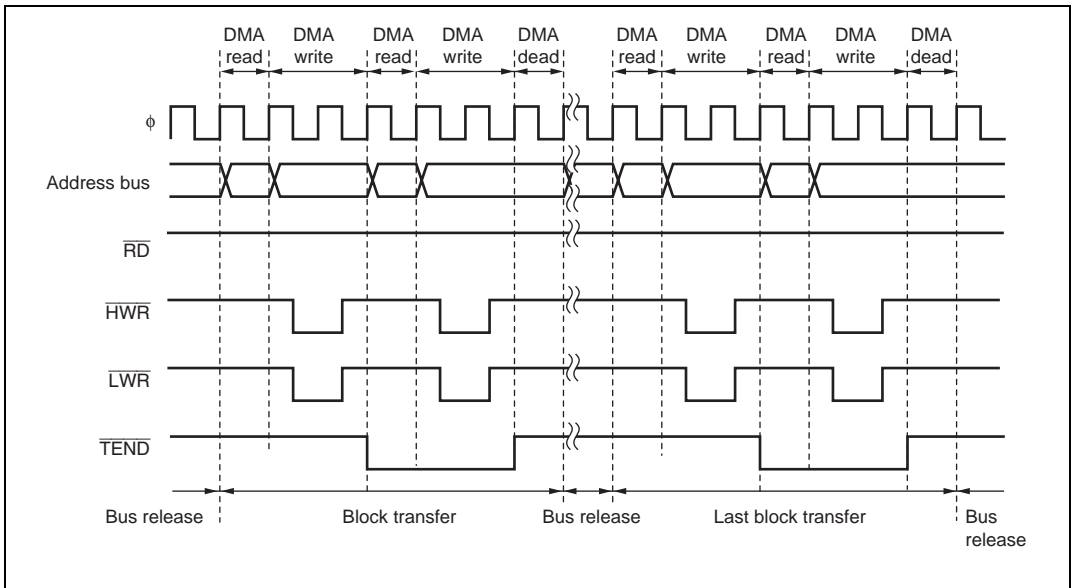 DMA DMA DMA DMA DMA DMA DMA DMA DMA DMA
read write read write dead read write read write dead
ϕ
Address bus
RD
HWR
LWR
TEND
Bus release Block transfer Bus release Last block transfer Bus
release